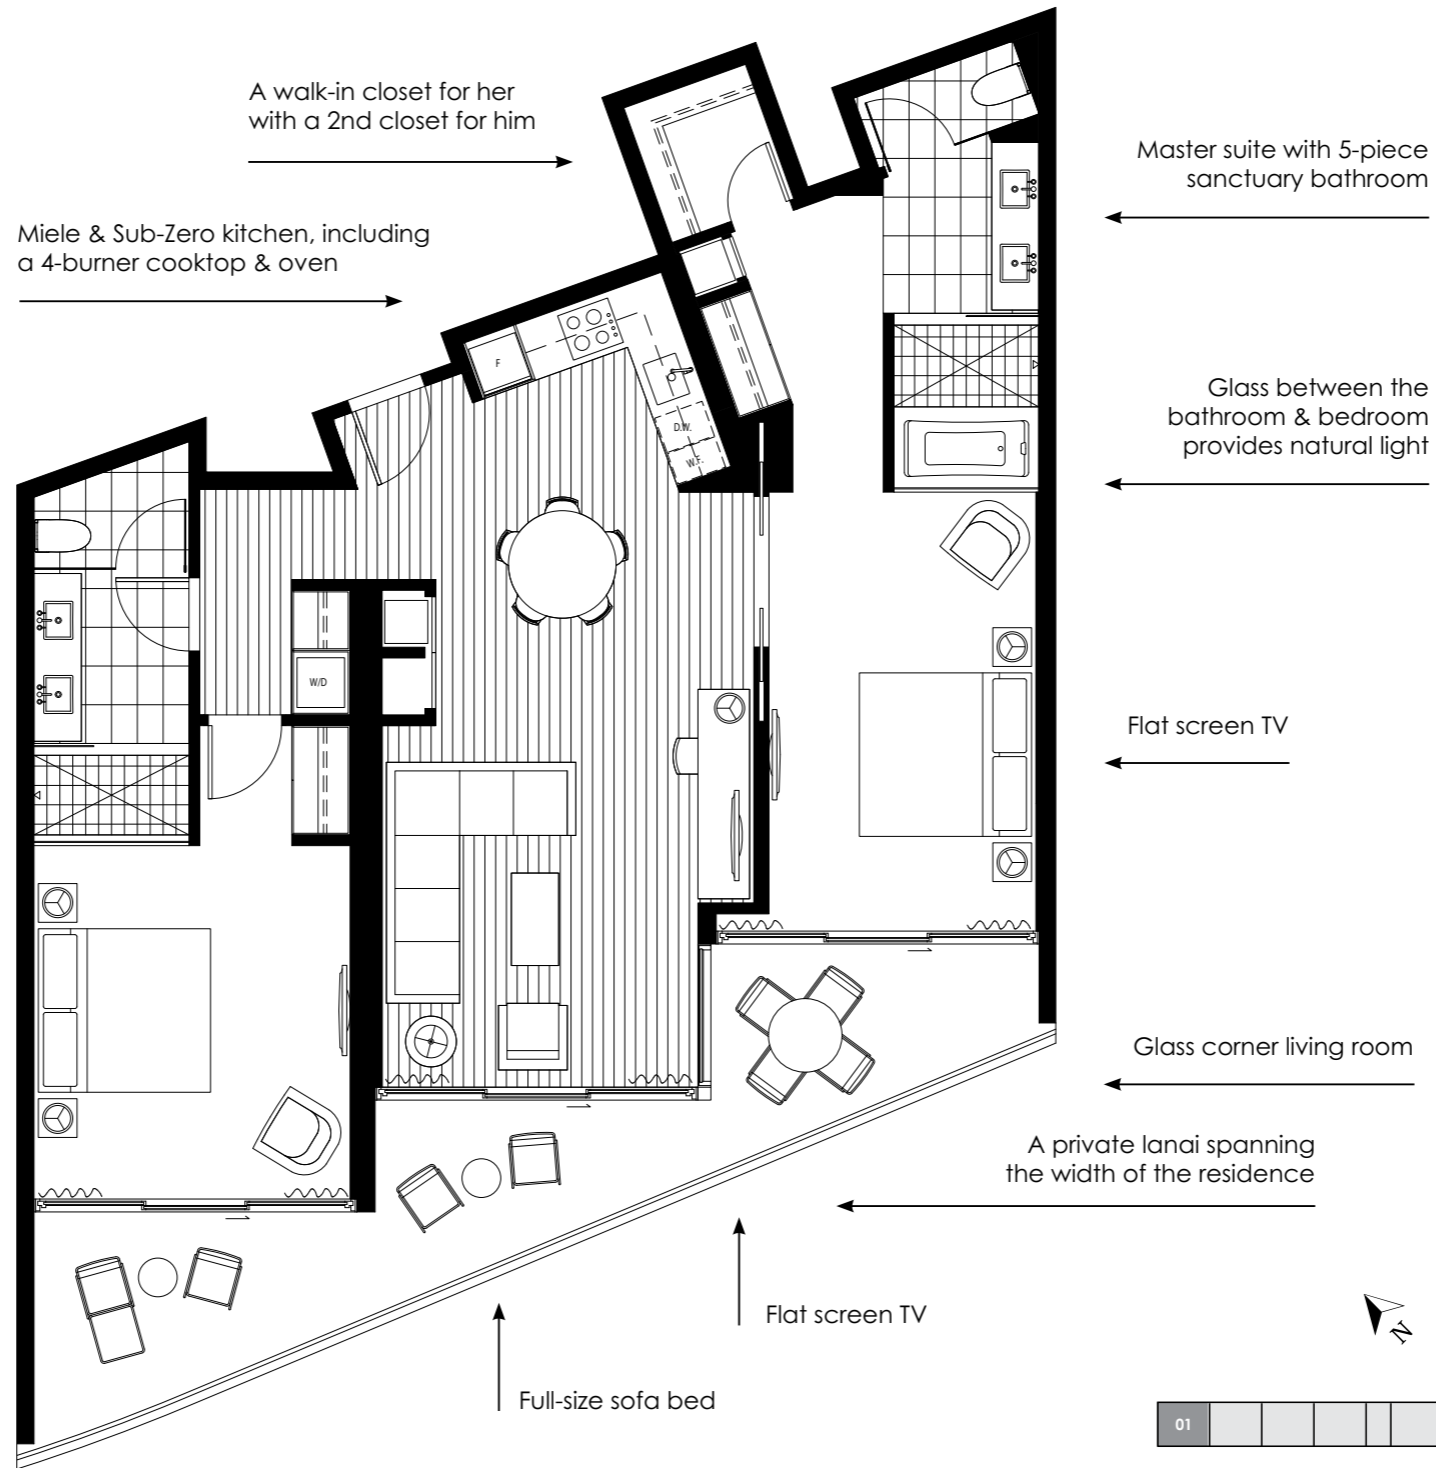 A walk-in closet for her
with a 2nd closet for him
Master suite with 5-piece
sanctuary bathroom
Miele & Sub-Zero kitchen, including
a 4-burner cooktop & oven
F
D.W.
W.F.
Glass between the
bathroom & bedroom
provides natural light
W/D
Flat screen TV
Glass corner living room
A private lanai spanning
the width of the residence
Flat screen TV
Full-size sofa bed
N
01